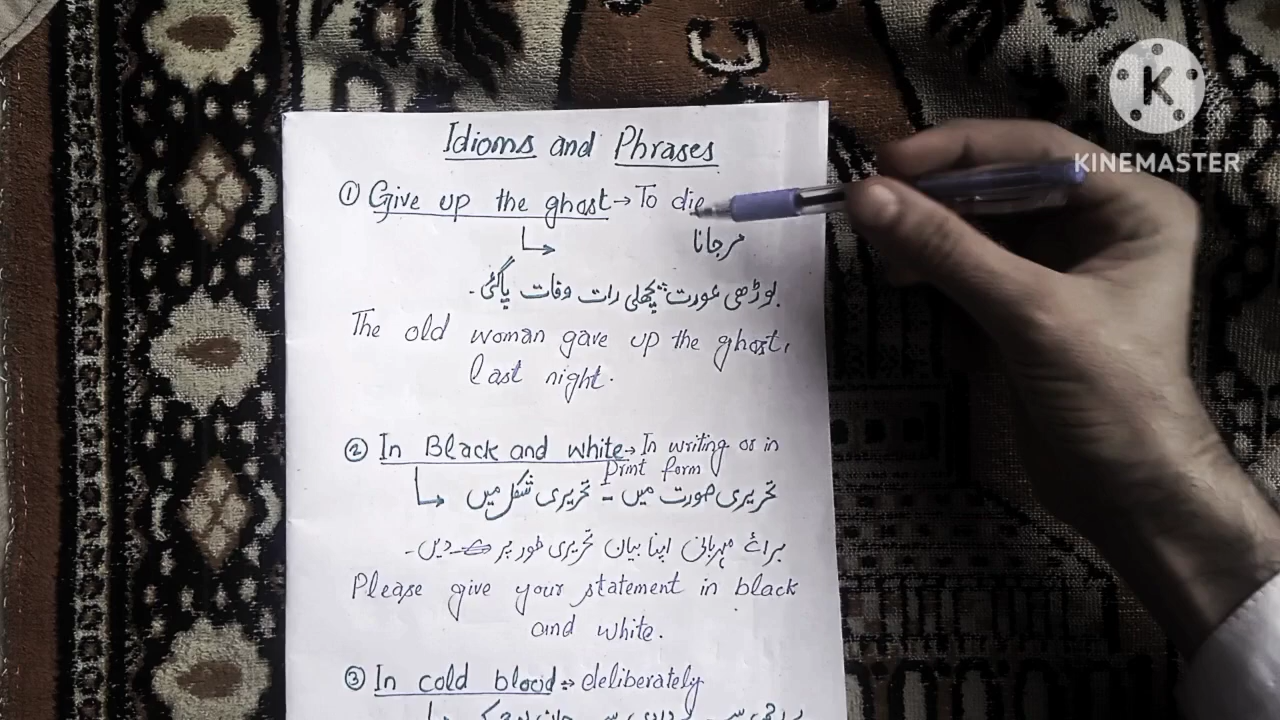 Idioms and Phrases
① Give up the ghost → To die
مر جانا
بوڑھی عورت پچھلی رات وفات پاگئی۔
The old woman gave up the ghost,
last night.
② In Black and white → In writing or in
print form
تحریری صورت میں = تحریری شکل میں
برائے مہربانی اپنا بیان تحریری طور پر دیں۔
Please give your statement in black
and white.
③ In cold blood → deliberately
K
KINEMASTER